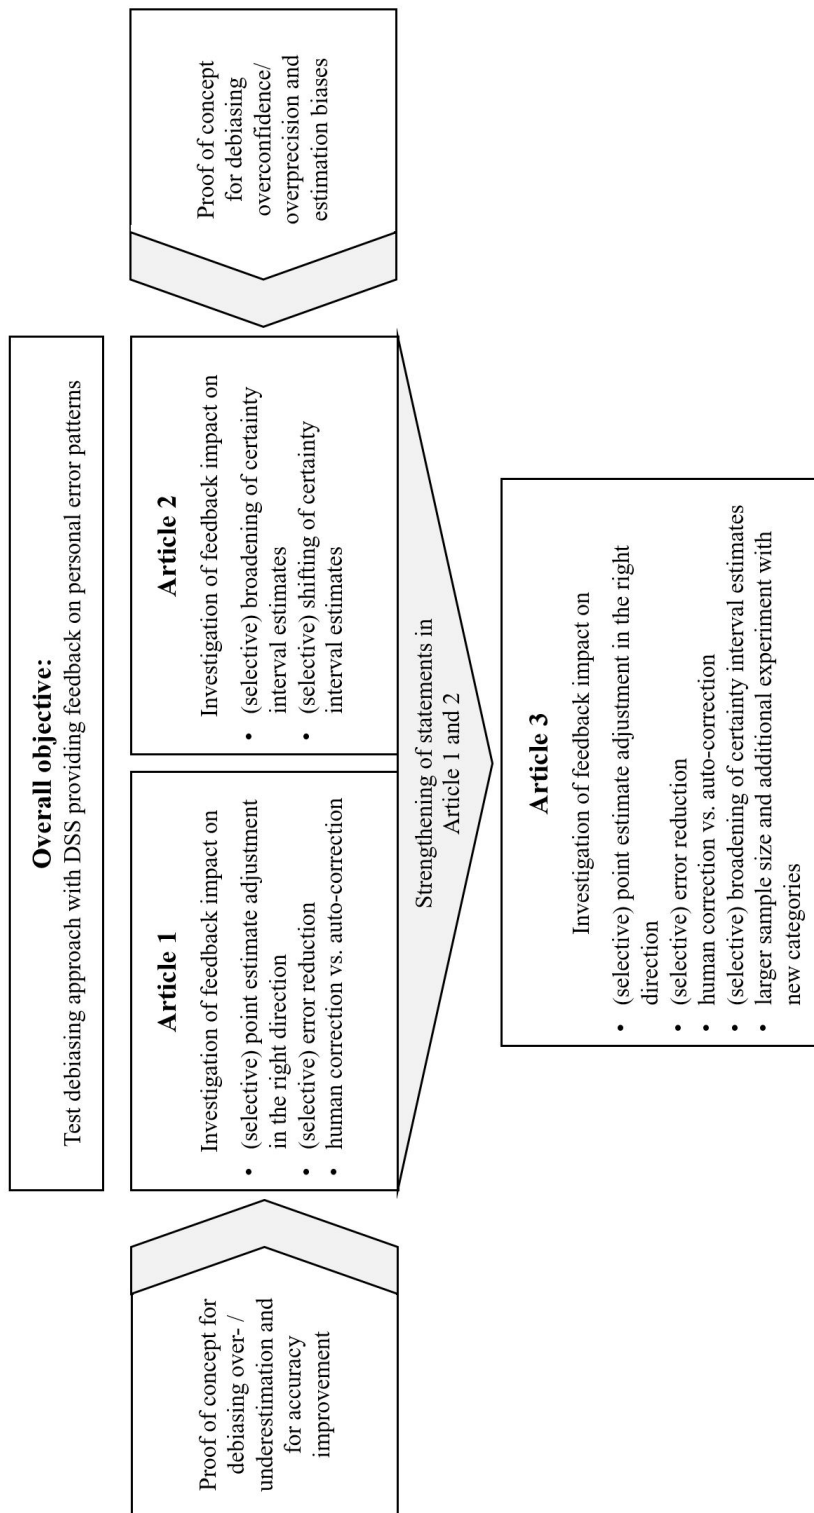 Overall objective:
Test debiasing approach with DSS providing feedback on personal error patterns
Proof of concept for
debiasing over- /
underestimation and
for accuracy
improvement
Article 1
Investigation of feedback impact on
• (selective) point estimate adjustment
in the right direction
• (selective) error reduction
• human correction vs. auto-correction
Article 2
Investigation of feedback impact on
• (selective) broadening of certainty
interval estimates
• (selective) shifting of certainty
interval estimates
Proof of concept
for debiasing
overconfidence/
overprecision and
estimation biases
Strengthening of statements in
Article 1 and 2
Article 3
Investigation of feedback impact on
• (selective) point estimate adjustment in the right
direction
• (selective) error reduction
• human correction vs. auto-correction
• (selective) broadening of certainty interval estimates
• larger sample size and additional experiment with
new categories